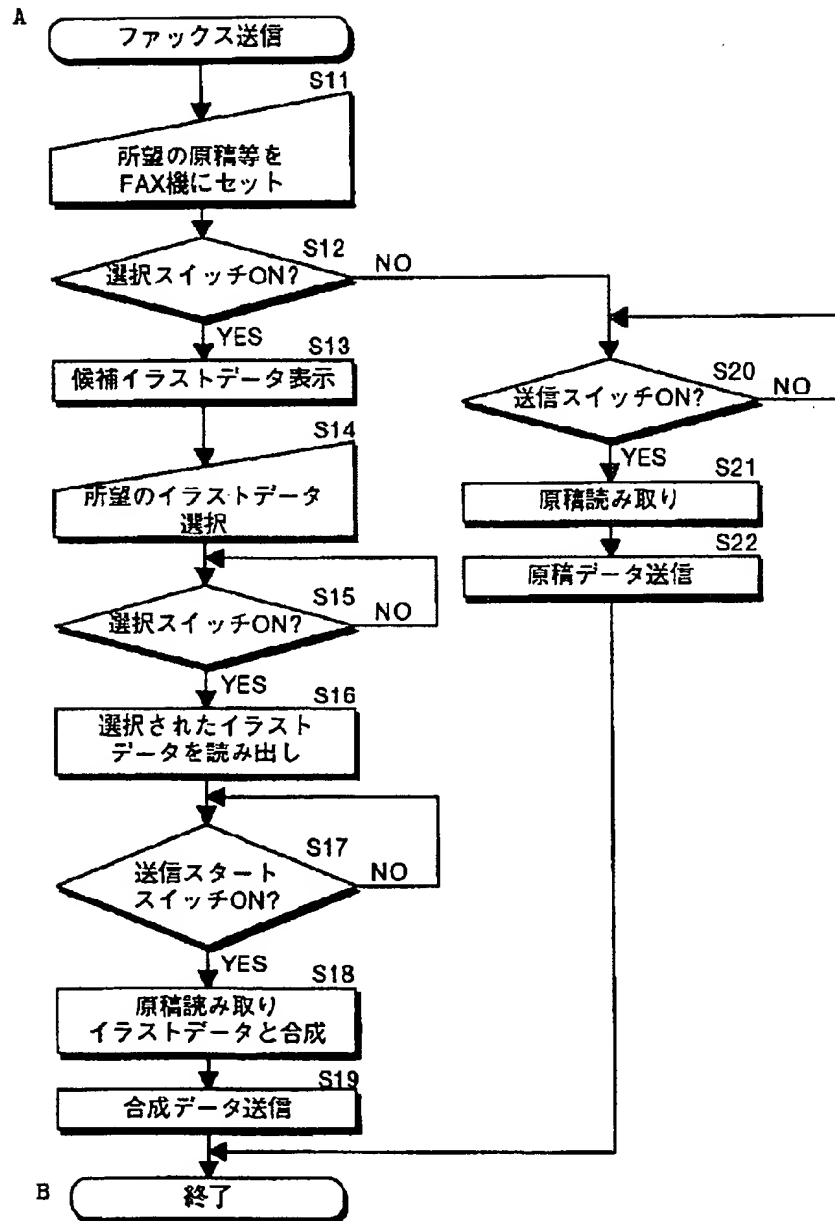 A
ファックス送信
S11
所望の原稿等を
FAX機にセット
S12
選択スイッチON?
NO
YES
S13
候補イラストデータ表示
S14
所望のイラストデータ
選択
S15
選択スイッチON?
NO
YES
S16
選択されたイラスト
データを読み出し
S17
送信スタート
スイッチON?
NO
YES
S18
原稿読み取り
イラストデータと合成
S19
合成データ送信
S20
送信スイッチON?
NO
YES
S21
原稿読み取り
S22
原稿データ送信
B
終了